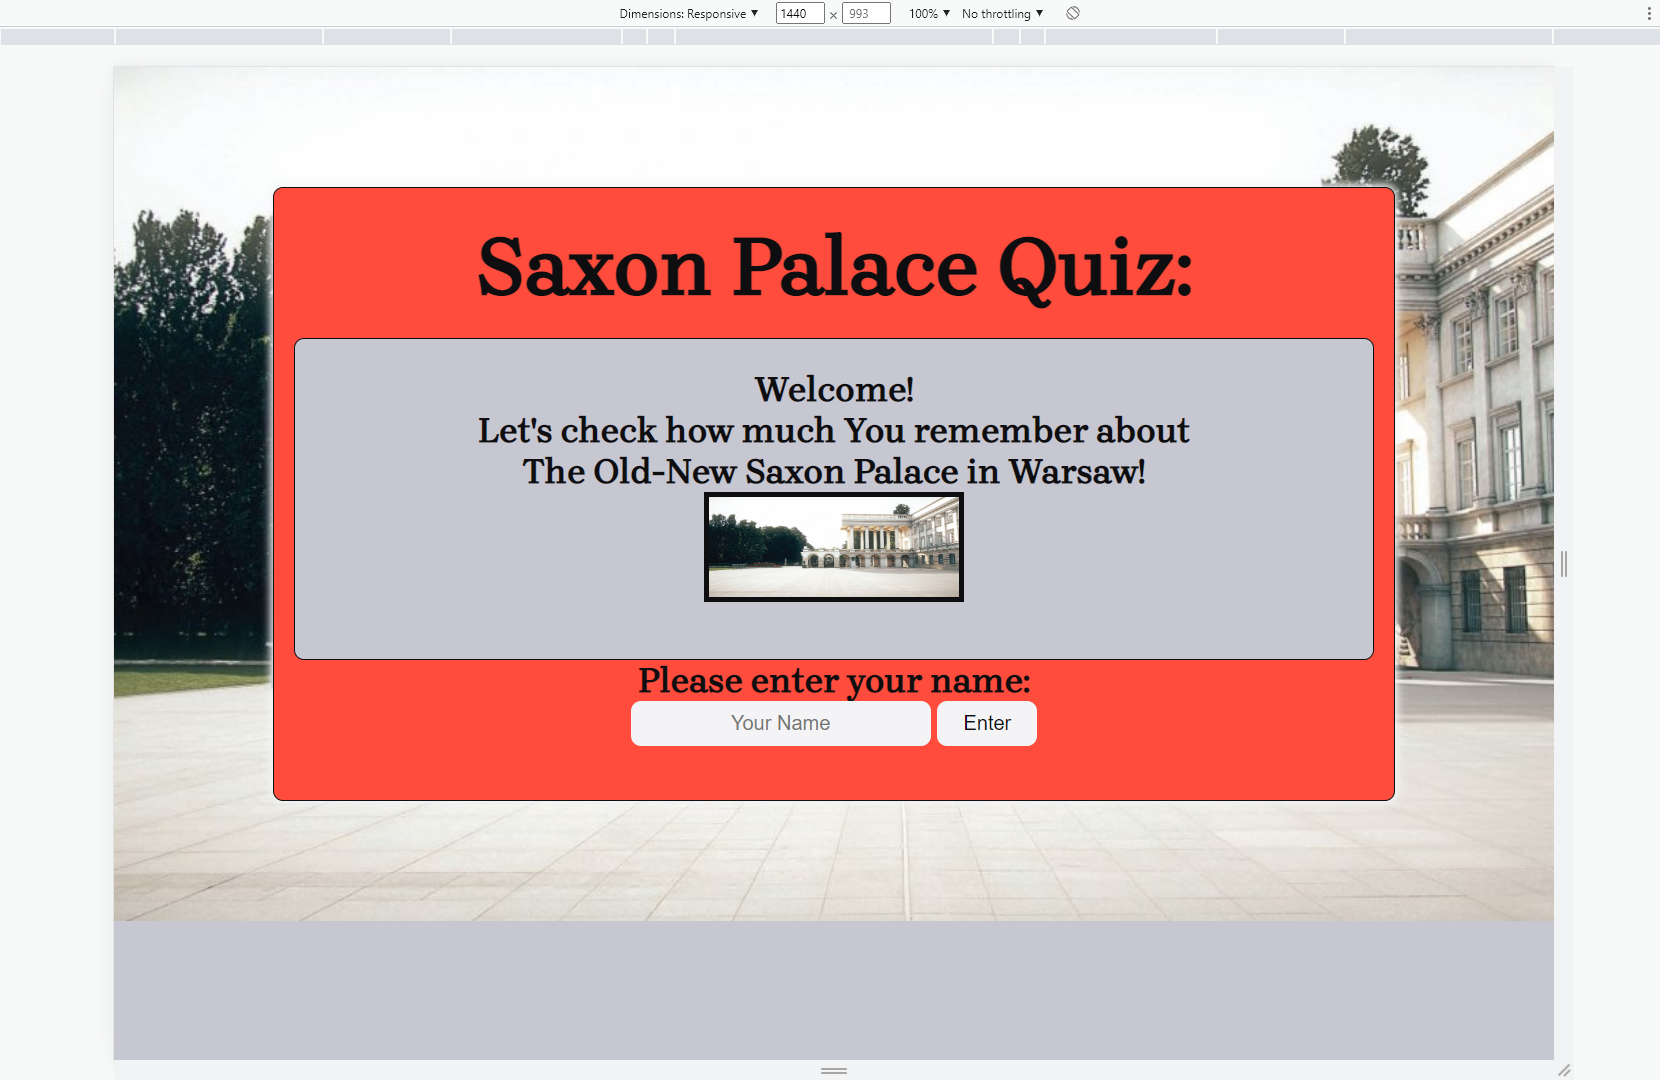 Dimensions: Responsive ▼ 1440 × 993 100% ▼ No throttling ▼
Saxon Palace Quiz:
Welcome!
Let's check how much You remember about
The Old-New Saxon Palace in Warsaw!
Please enter your name:
Your Name Enter